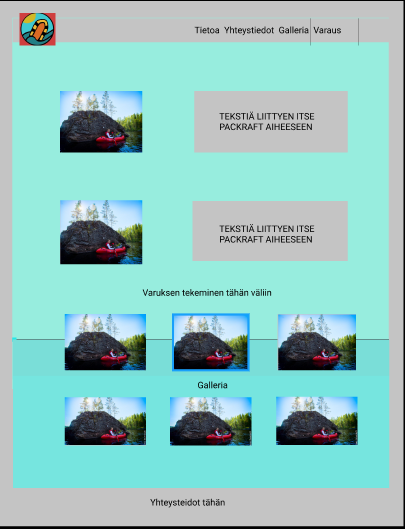 Tietoa Yhteystiedot Galleria Varaus
TEKSTIÄ LIITTYEN ITSE
PACKRAFT AIHEESEEN
TEKSTIÄ LIITTYEN ITSE
PACKRAFT AIHEESEEN
Varuksen tekeminen tähän väliin
Galleria
Yhteysteidot tähän